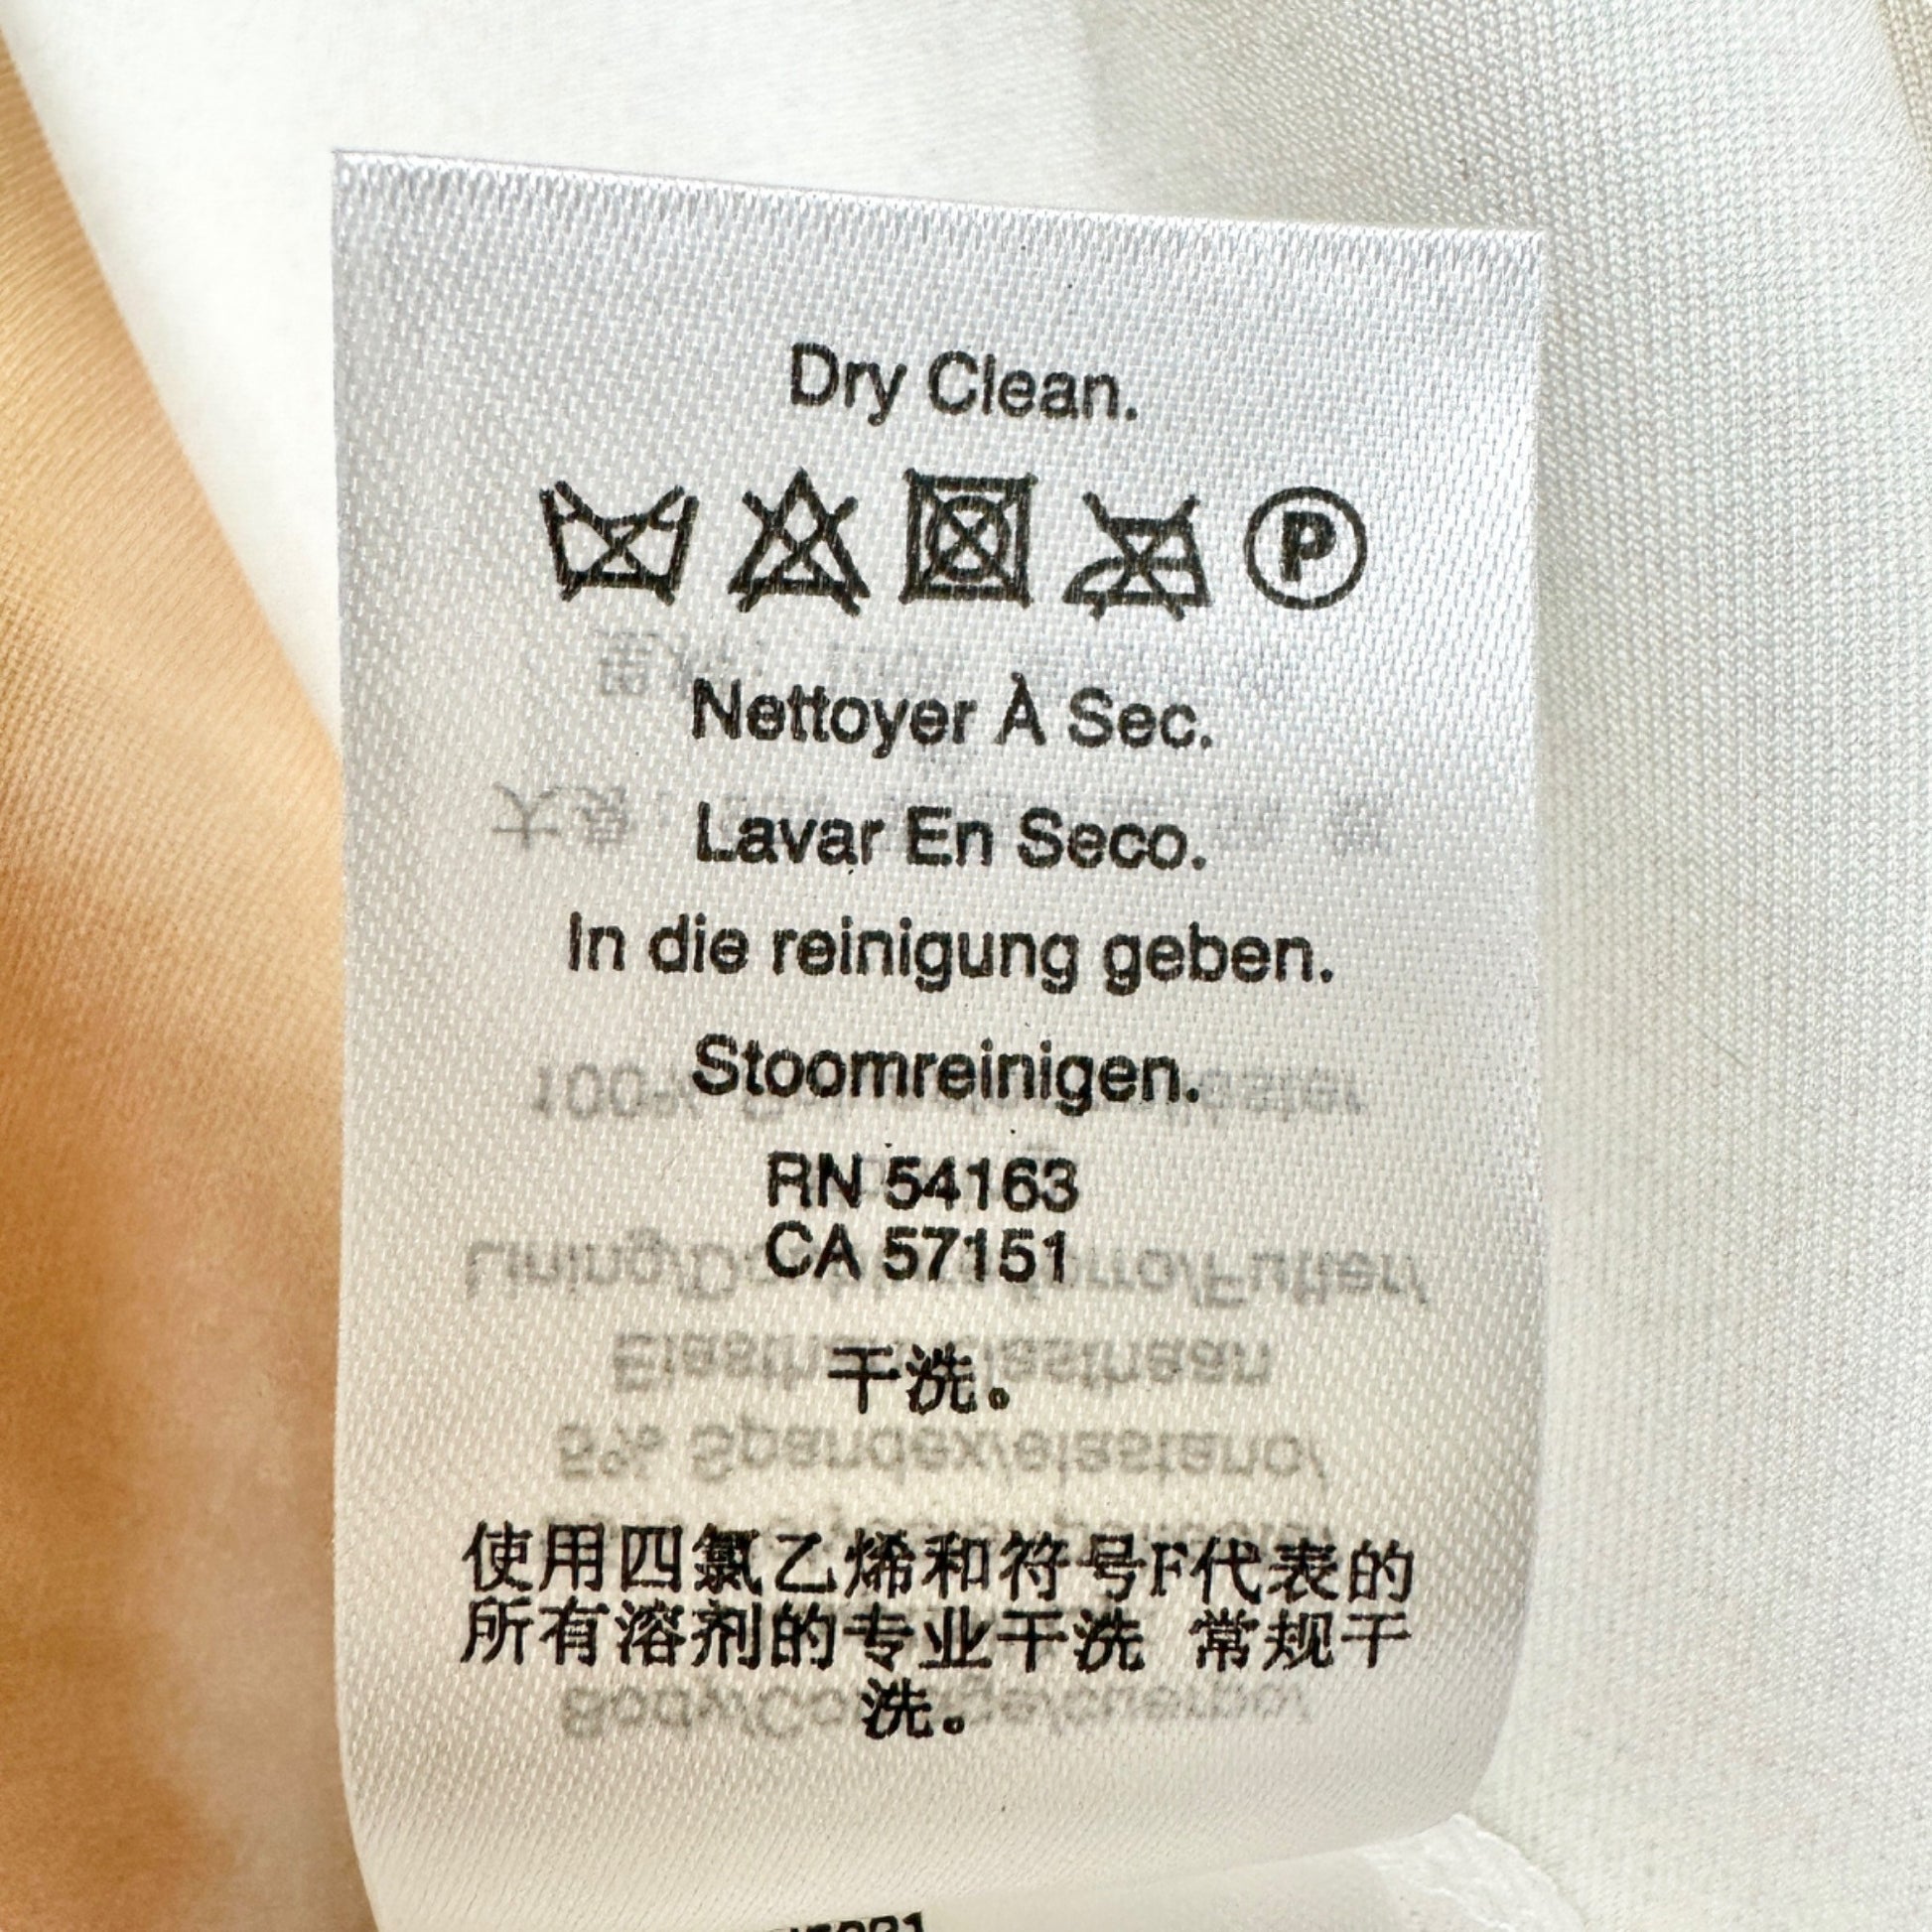 Dry Clean.
P
Nettoyer À Sec.
Lavar En Seco.
In die reinigung geben.
Stoomreinigen.
RN 54163
CA 57151
干洗。
使用四氯乙烯和符号F代表的
所有溶剂的专业干洗 常规干
洗。